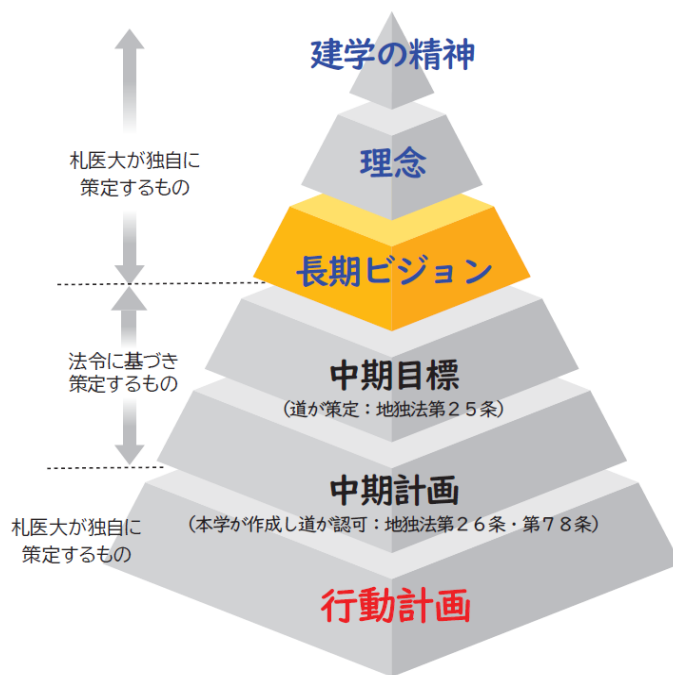 建学の精神
理念
長期ビジョン
中期目標
(道が策定：地独法第２５条)
中期計画
(本学が作成し道が認可：地独法第２６条・第７８条)
行動計画
札医大が独自に
策定するもの
法令に基づき
策定するもの
札医大が独自に
策定するもの